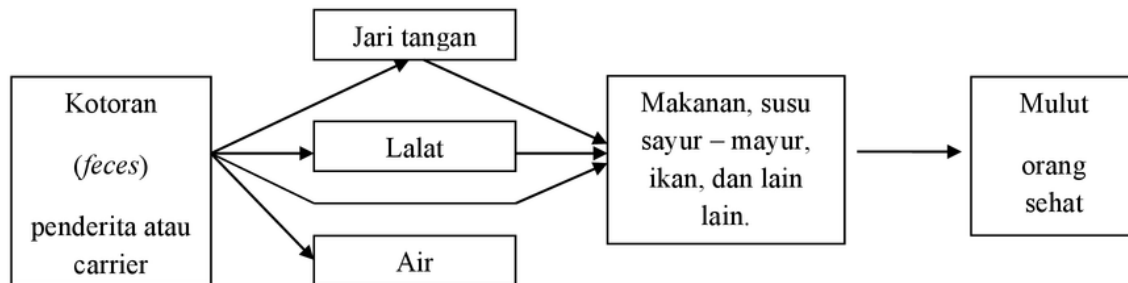 Jari tangan
Kotoran
(feces)
penderita atau
carrier
Lalat
Air
Makanan, susu
sayur – mayur,
ikan, dan lain
lain.
Mulut
orang
sehat